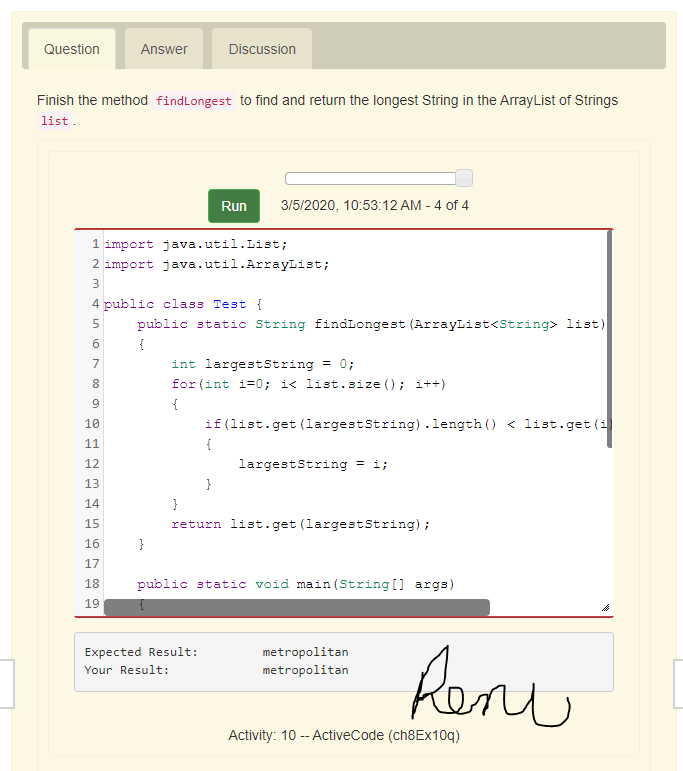 Question Answer Discussion
Finish the method findLongest to find and return the longest String in the ArrayList of Strings
list .
Run 3/5/2020, 10:53:12 AM - 4 of 4
1 import java.util.List;
2 import java.util.ArrayList;
3
4 public class Test {
5 public static String findLongest(ArrayList<String> list)
6 {
7 int largestString = 0;
8 for(int i=0; i< list.size(); i++)
9 {
10 if(list.get(largestString).length() < list.get(i)
11 {
12 largestString = i;
13 }
14 }
15 return list.get(largestString);
16 }
17
18 public static void main(String[] args)
19 {
Expected Result: metropolitan
Your Result: metropolitan
Activity: 10 -- ActiveCode (ch8Ex10q)